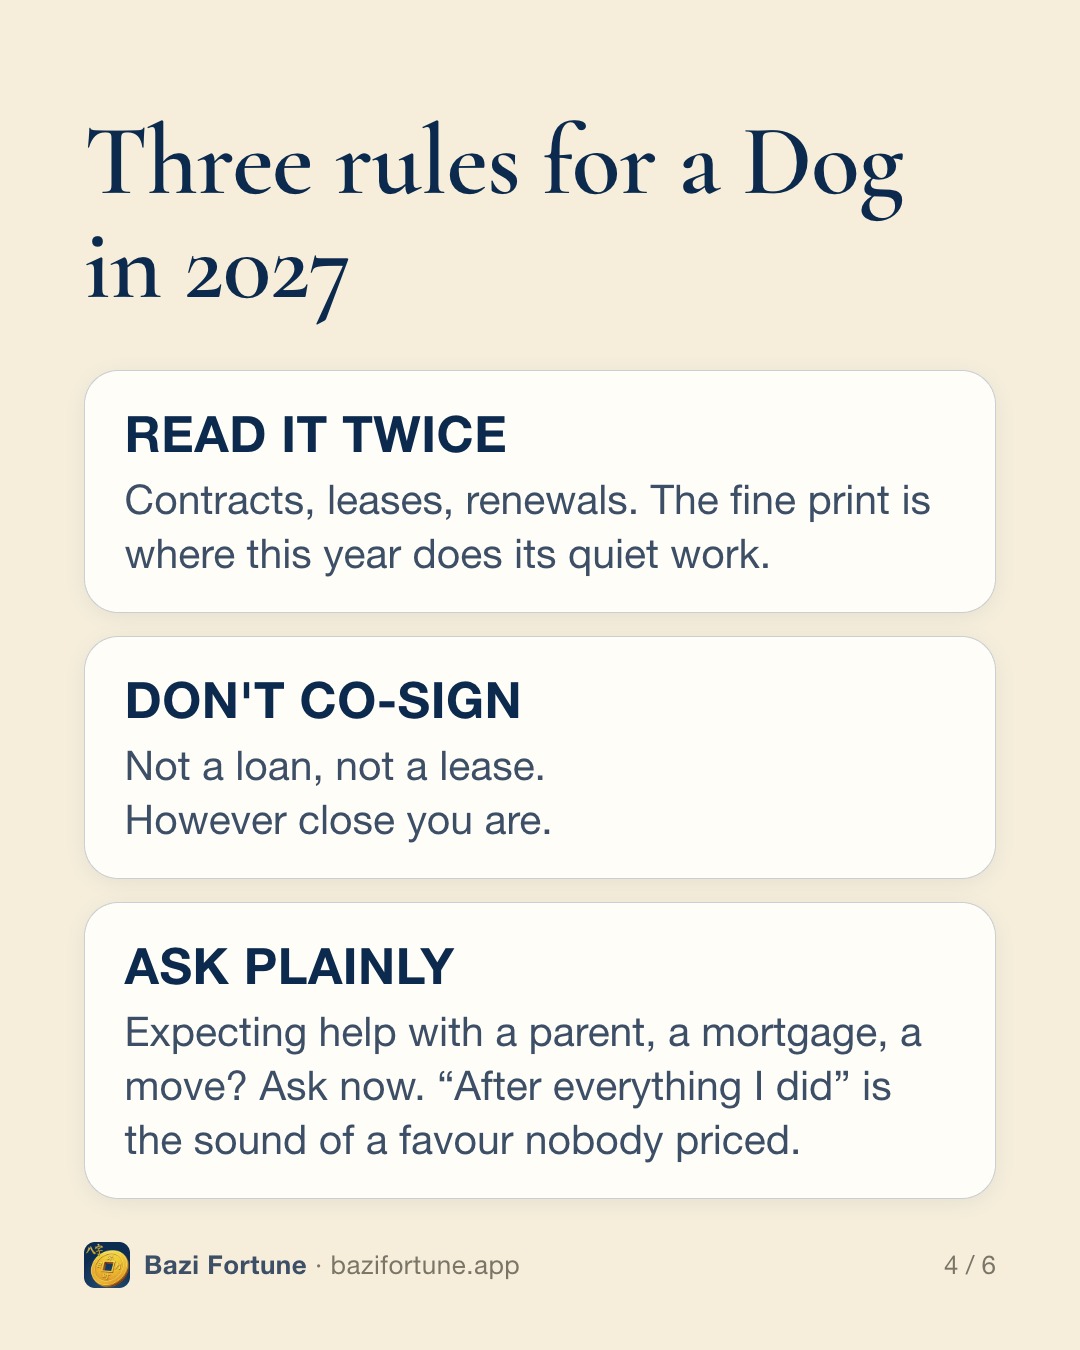 Three rules for a Dog
in 2027
READ IT TWICE
Contracts, leases, renewals. The fine print is
where this year does its quiet work.
DON'T CO-SIGN
Not a loan, not a lease.
However close you are.
ASK PLAINLY
Expecting help with a parent, a mortgage, a
move? Ask now. “After everything I did” is
the sound of a favour nobody priced.
八字
Bazi Fortune · bazifortune.app
4 / 6